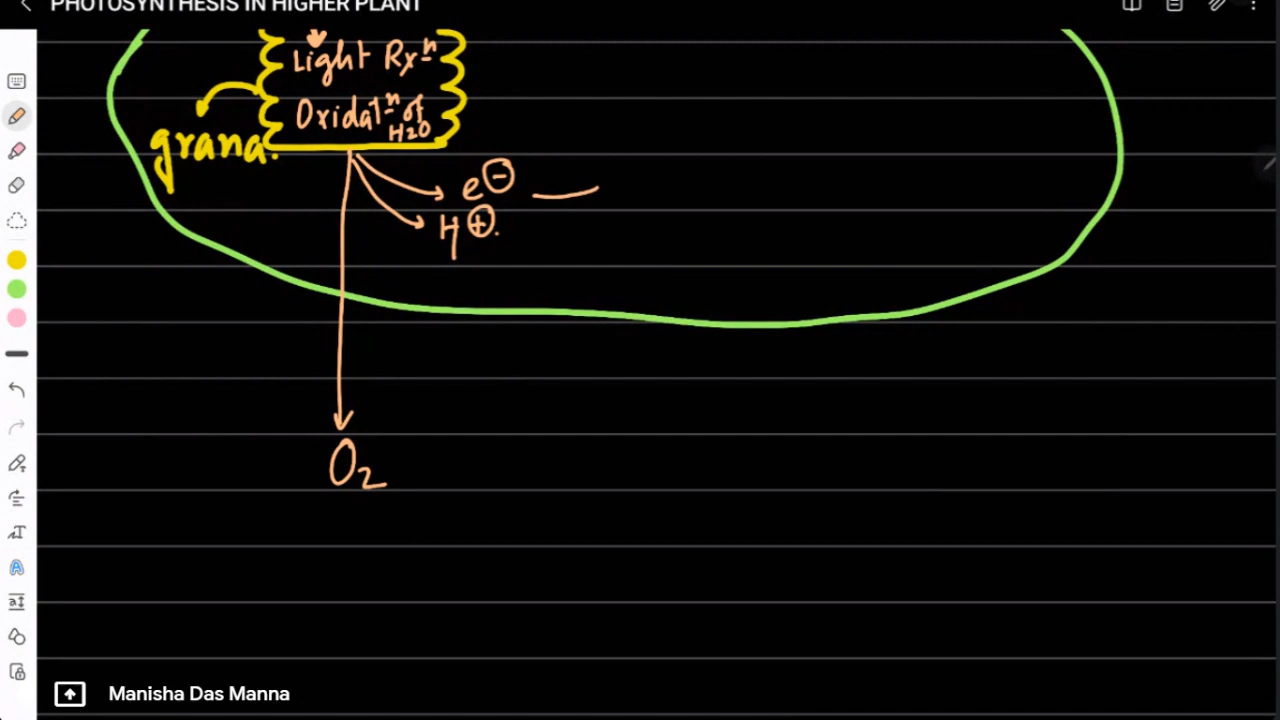 PHOTOSYNTHESIS IN HIGHER PLANT
Light Rxⁿ
Oxidatⁿ of
H2O
grana.
e⊖
H⊕.
O₂
Manisha Das Manna